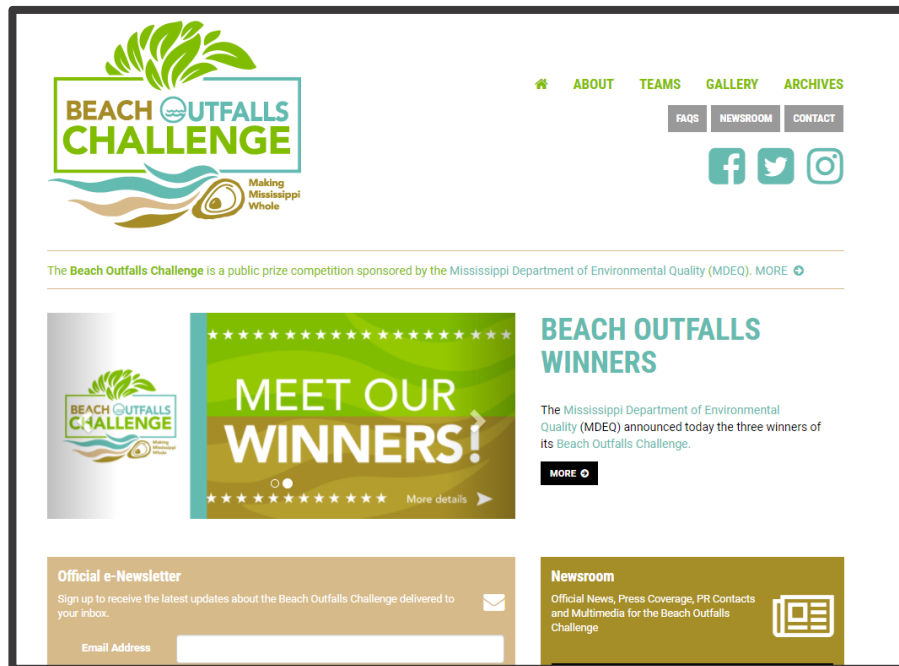 BEACH OUTFALLS
CHALLENGE
Making
Mississippi
Whole
ABOUT TEAMS GALLERY ARCHIVES
FAQS NEWSROOM CONTACT
The Beach Outfalls Challenge is a public prize competition sponsored by the Mississippi Department of Environmental Quality (MDEQ). MORE
BEACH OUTFALLS
CHALLENGE
Making
Mississippi
Whole
MEET OUR
WINNERS!
More details
BEACH OUTFALLS
WINNERS
The Mississippi Department of Environmental
Quality (MDEQ) announced today the three winners of
its Beach Outfalls Challenge.
MORE
Official e-Newsletter
Sign up to receive the latest updates about the Beach Outfalls Challenge delivered to
your inbox.
Email Address
Newsroom
Official News, Press Coverage, PR Contacts
and Multimedia for the Beach Outfalls
Challenge